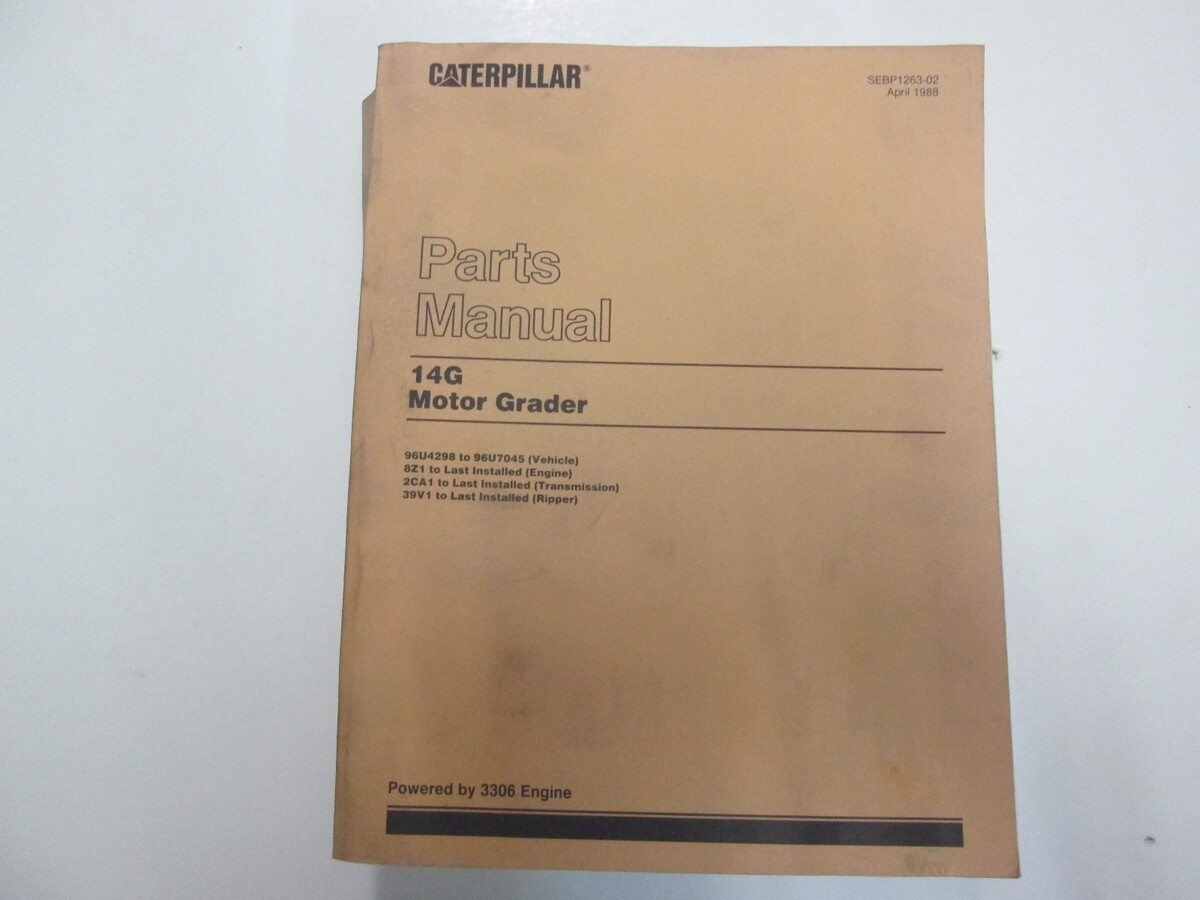 CATERPILLAR®
SEBP1263-02
April 1988
Parts
Manual
14G
Motor Grader
96U4298 to 96U7045 (Vehicle)
8Z1 to Last Installed (Engine)
2CA1 to Last Installed (Transmission)
39V1 to Last Installed (Ripper)
Powered by 3306 Engine